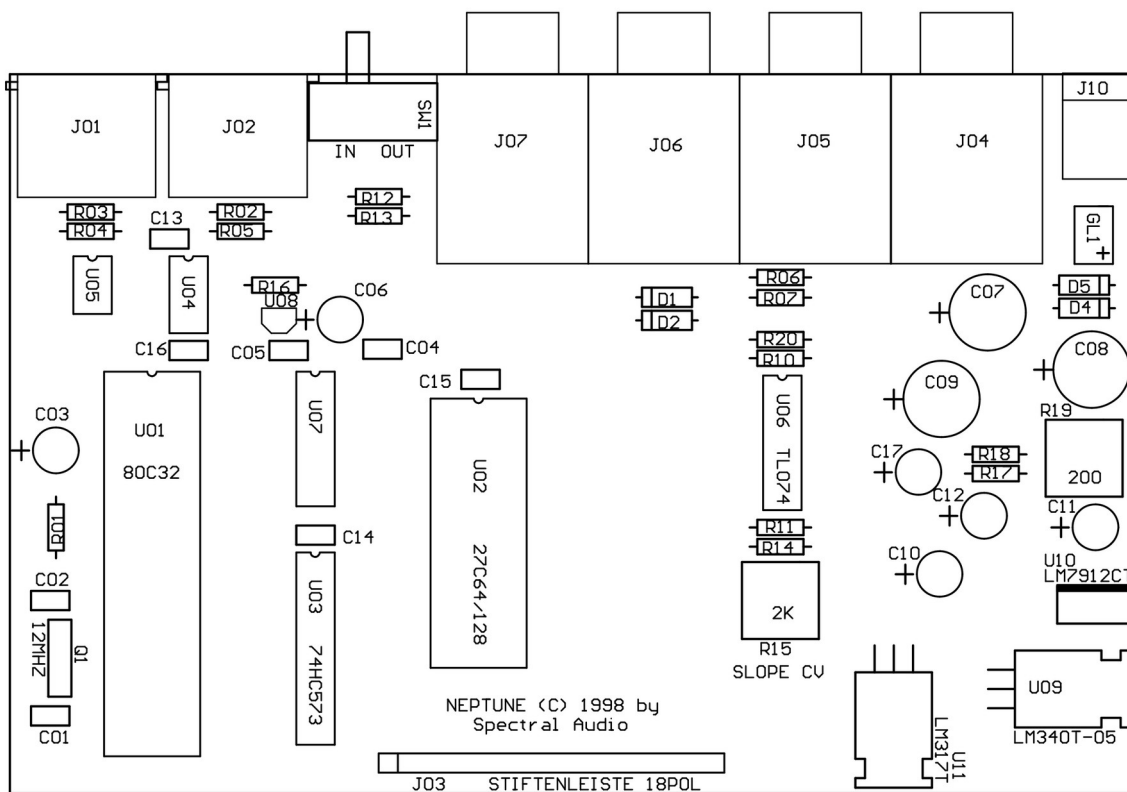 J01
J02
SW1
IN OUT
J07
J06
J05
J04
J10
R03
R04
C13
R02
R05
R12
R13
GL1
+
U05
U04
R16
U08
+
C06
D1
D2
R06
R07
C07
+
D5
D4
C16
C05
C04
R20
R10
C08
+
C15
C09
+
C03
+
U01
80C32
U07
U02
27C64/128
U06
TL074
C17
+
R18
R17
R19
200
C12
+
C11
+
R01
C14
R11
R14
C10
+
U10
LM7912CT
C02
12MHZ
Q1
C01
U03
74HC573
2K
R15
SLOPE CV
U09
LM340T-05
U11
LM317T
NEPTUNE (C) 1998 by
Spectral Audio
J03 STIFTENLEISTE 18POL